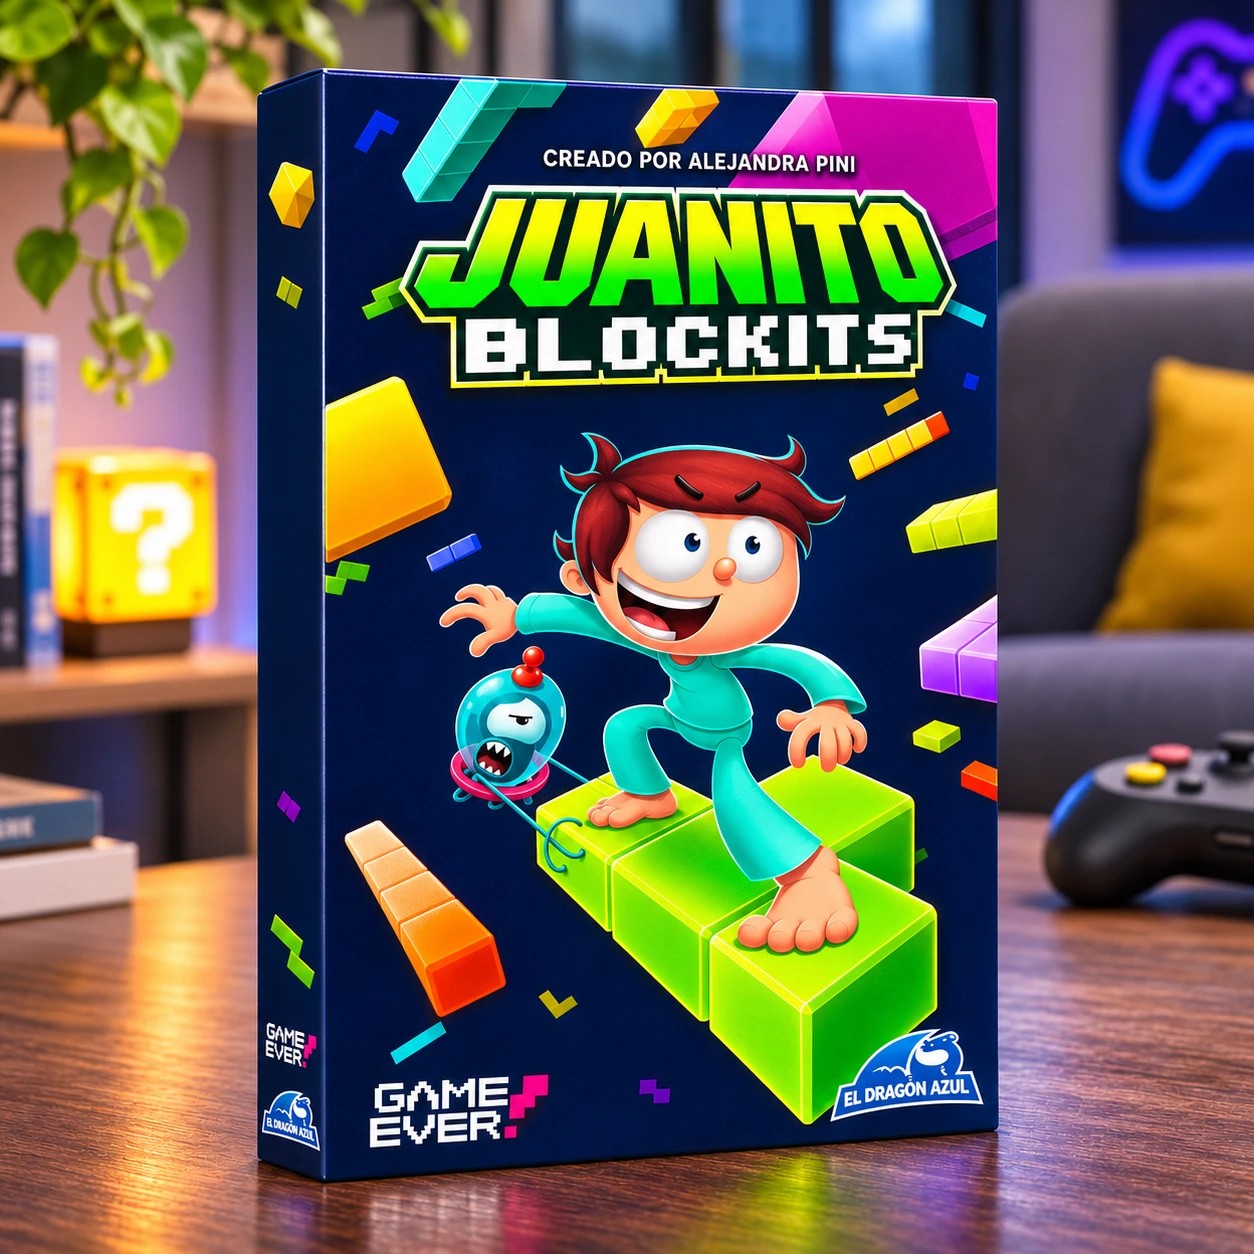 CREADO POR ALEJANDRA PINI
JUANITO
BLOCKITS
?
GAME
EVER!
EL DRAGÓN AZUL
GAME
EVER!
EL DRAGÓN AZUL